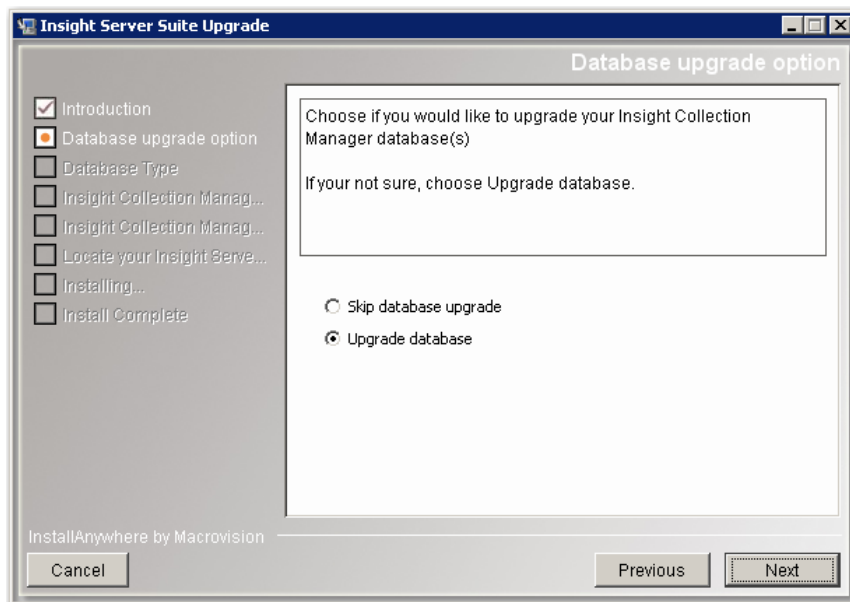 Insight Server Suite Upgrade
Database upgrade option
Introduction
Database upgrade option
Database Type
Insight Collection Manag...
Insight Collection Manag...
Locate your Insight Serve...
Installing...
Install Complete
Choose if you would like to upgrade your Insight Collection
Manager database(s)
If your not sure, choose Upgrade database.
Skip database upgrade
Upgrade database
InstallAnywhere by Macrovision
Cancel
Previous
Next